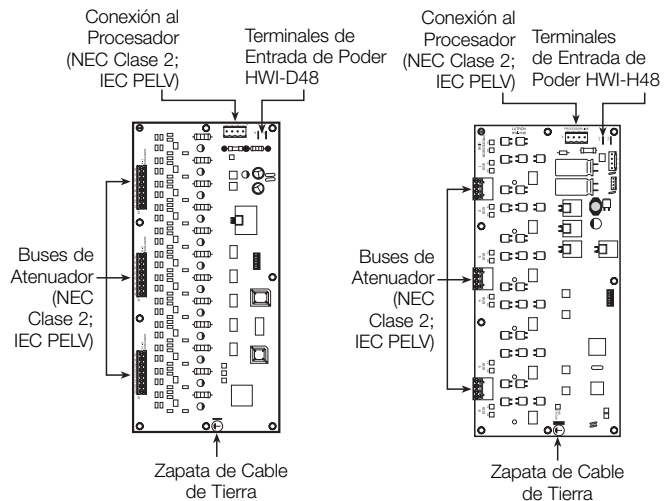 Conexión al
Procesador
(NEC Clase 2;
IEC PELV)
Terminales de
Entrada de Poder
HWI-D48
Buses de
Atenuador
(NEC
Clase 2;
IEC PELV)
Zapata de Cable
de Tierra
Conexión al
Procesador
(NEC Clase 2;
IEC PELV)
Terminales
de Entrada de
Poder HWI-H48
Buses de
Atenuador
(NEC
Clase 2;
IEC PELV)
Zapata de Cable
de Tierra